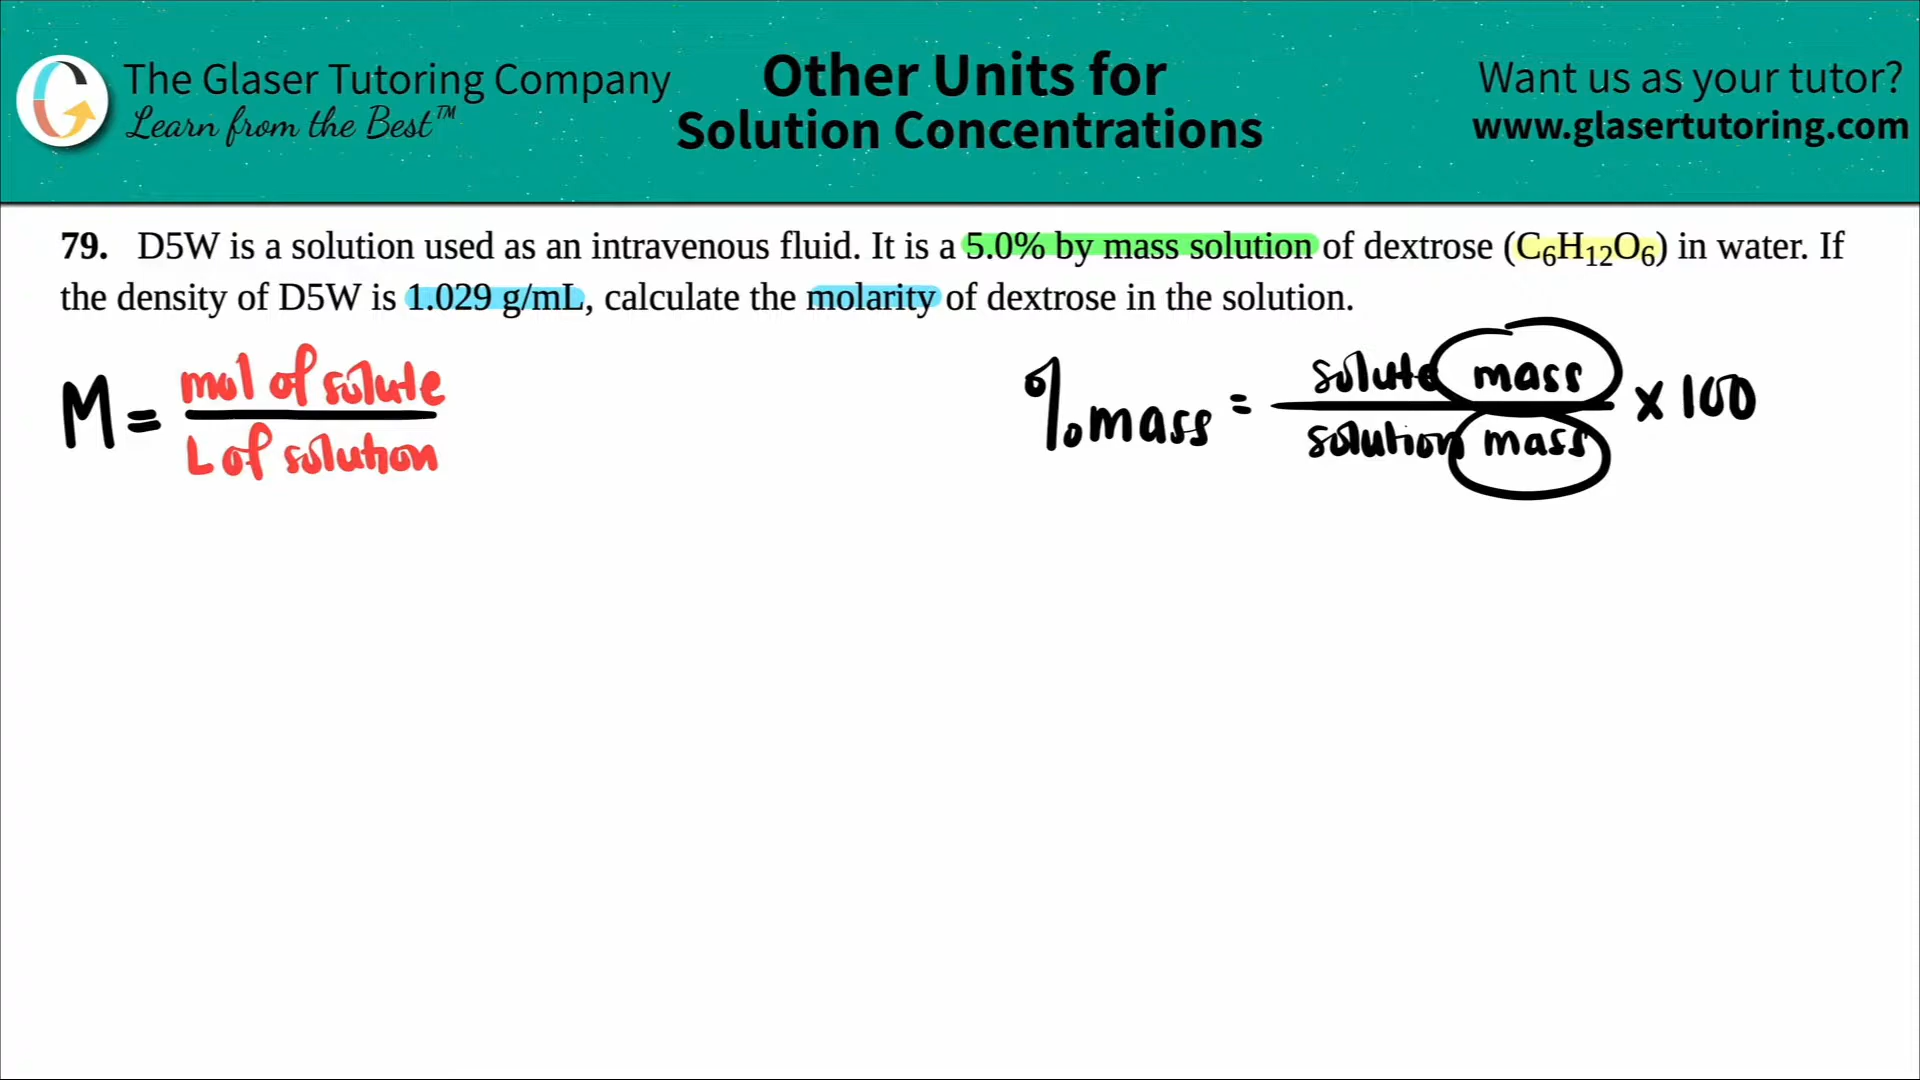 The Glaser Tutoring Company
Learn from the Best™
Other Units for
Solution Concentrations
Want us as your tutor?
www.glasertutoring.com
79. D5W is a solution used as an intravenous fluid. It is a 5.0% by mass solution of dextrose (C₆H₁₂O₆) in water. If
the density of D5W is 1.029 g/mL, calculate the molarity of dextrose in the solution.
M = mol of solute / L of solution
% mass = solute mass / solution mass x 100